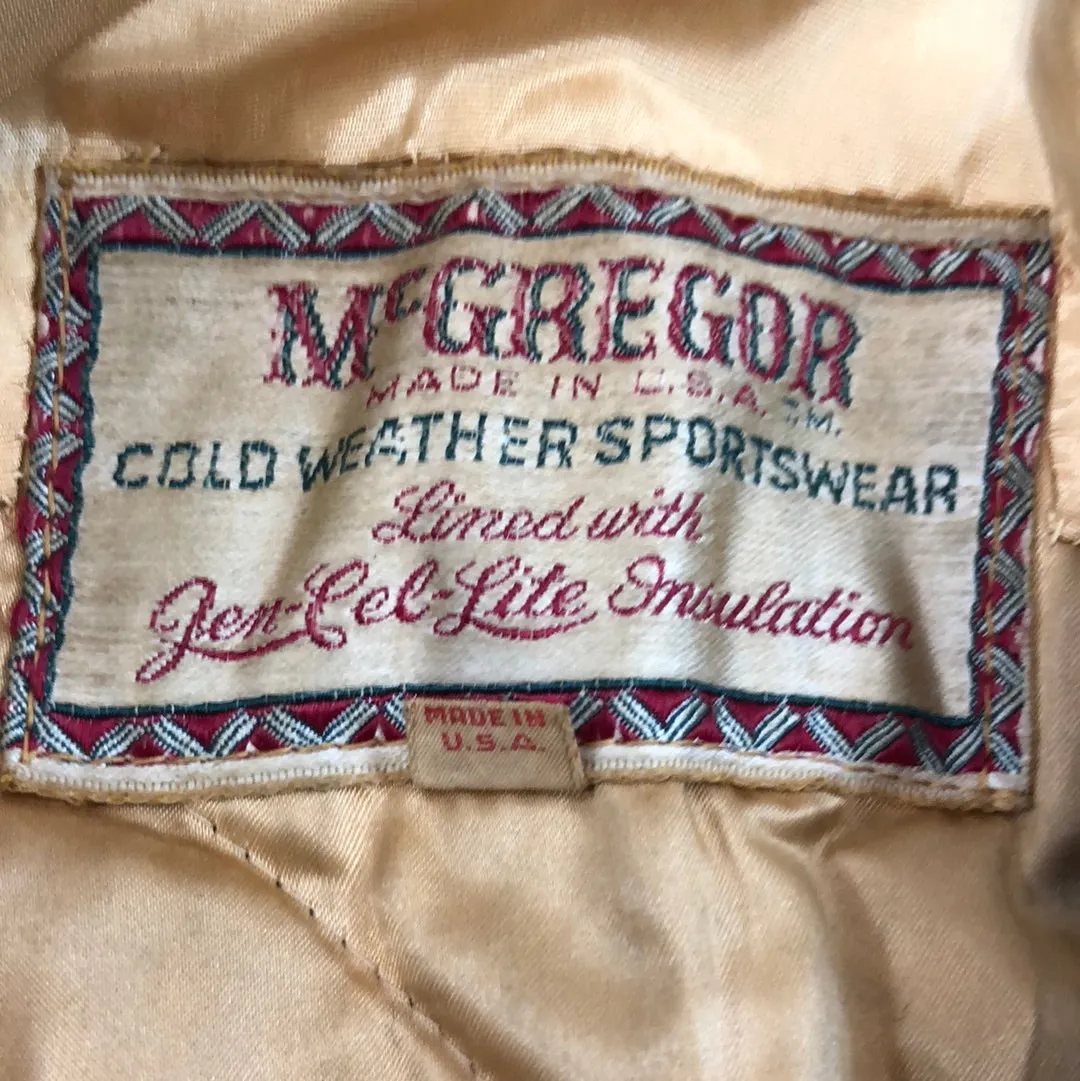 McGREGOR
MADE IN U.S.A. T.M.
COLD WEATHER SPORTSWEAR
Lined with
Jen-Cel-Lite Insulation
MADE IN
U.S.A.